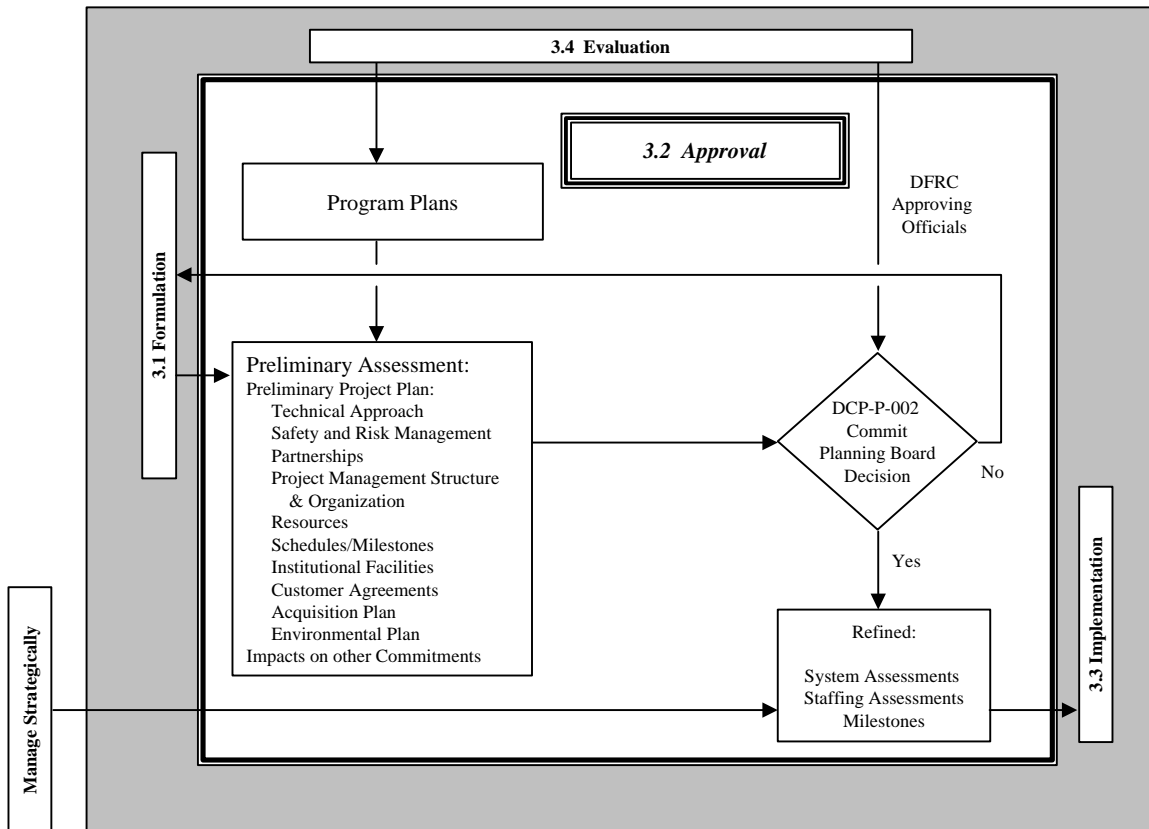 3.4 Evaluation
3.2 Approval
Program Plans
DFRC
Approving
Officials
3.1 Formulation
Preliminary Assessment:
Preliminary Project Plan:
Technical Approach
Safety and Risk Management
Partnerships
Project Management Structure
& Organization
Resources
Schedules/Milestones
Institutional Facilities
Customer Agreements
Acquisition Plan
Environmental Plan
Impacts on other Commitments
DCP-P-002
Commit
Planning Board
Decision
No
Yes
Refined:
System Assessments
Staffing Assessments
Milestones
3.3 Implementation
Manage Strategically